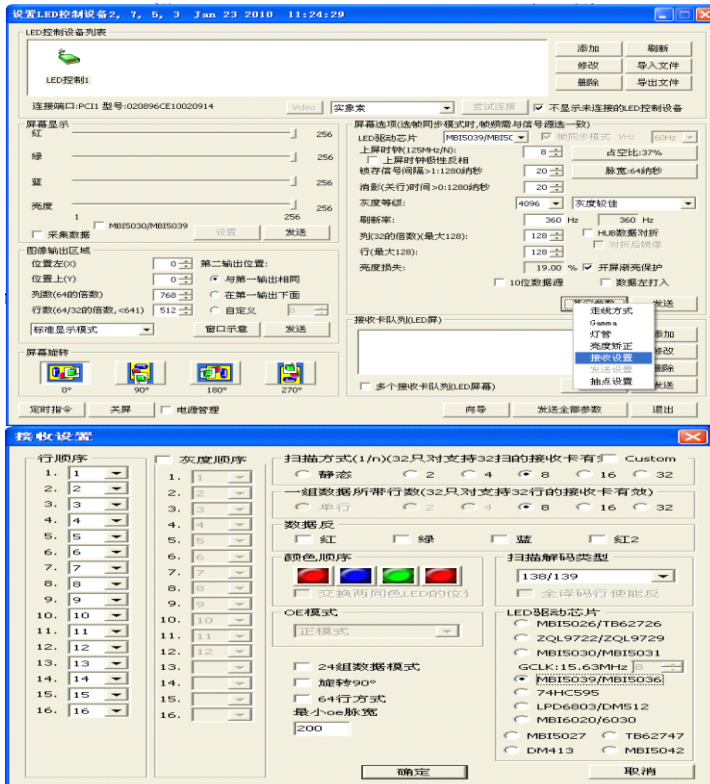 设置LED控制设备2, 7, 5, 3 Jan 23 2010 11:24:29
LED控制设备列表
LED控制1
添加 刷新
修改 导入文件
删除 导出文件
连接端口:PCI1 型号:020896CE10020914 Video 实象素 尝试连接 不显示未连接的LED控制设备
屏幕显示
红 256
绿 256
蓝 256
亮度 256
1 256
采集数据 MBI5030/MBI5039 设置 发送
图像输出区域
位置左(X) 0 第二输出位置:
位置上(Y) 0 与第一输出相同
列数(64的倍数) 768 在第一输出下面
行数(64/32的倍数,<641) 512 自定义 0
标准显示模式 窗口示意 发送
屏幕旋转
0° 90° 180° 270°
定时指令 关屏 电源管理
屏幕选项(选帧同步模式时,帧频需与信号源选一致)
LED驱动芯片 MBI5039/MBI5C 帧同步模式 VHz 60Hz
上屏时钟(125MHz/N): 8 占空比:37%
上屏时钟极性反相
锁存信号间隔>1:1280纳秒 20 脉宽:64纳秒
消影(关行)时间>0:1280纳秒 20
灰度等级: 4096 灰度较佳
刷新率: 360 Hz 360 Hz
列(32的倍数)(最大128): 128 HUB数据对折
行(最大128): 128 对折后镜像
亮度损失: 19.00 % 开屏渐亮保护
10位数据源 数据左打入
发送
接收卡队列(LED屏)
走线方式
Gamma
灯管
亮度矫正
接收设置
发送设置
抽点设置
多个接收卡队列(LED屏幕)
向导 发送全部参数 退出
接收设置
行顺序
1. 1
2. 2
3. 3
4. 4
5. 5
6. 6
7. 7
8. 8
9. 9
10. 10
11. 11
12. 12
13. 13
14. 14
15. 15
16. 16
灰度顺序
1. 1
2. 2
3. 3
4. 4
5. 5
6. 6
7. 7
8. 8
9. 9
10. 10
11. 11
12. 12
13.
14.
15.
16.
扫描方式(1/n)(32只对支持32扫的接收卡有 Custom
静态 2 4 8 16 32
一组数据所带行数(32只对支持32行的接收卡有效)
单行 2 4 8 16 32
数据反
红 绿 蓝 红2
颜色顺序
交换两同色LED的位
扫描解码类型
138/139
全译码行使能反
OE模式
正模式
24组数据模式
旋转90°
64行方式
最小oe脉宽
200
LED驱动芯片
MBI5026/TB62726
ZQL9722/ZQL9729
MBI5030/MBI5031
GCLK:15.63MHz 8
MBI5039/MBI5036
74HC595
LPD6803/DM512
MBI6020/6030
MBI5027 TB62747
DM413 MBI5042
确定 取消